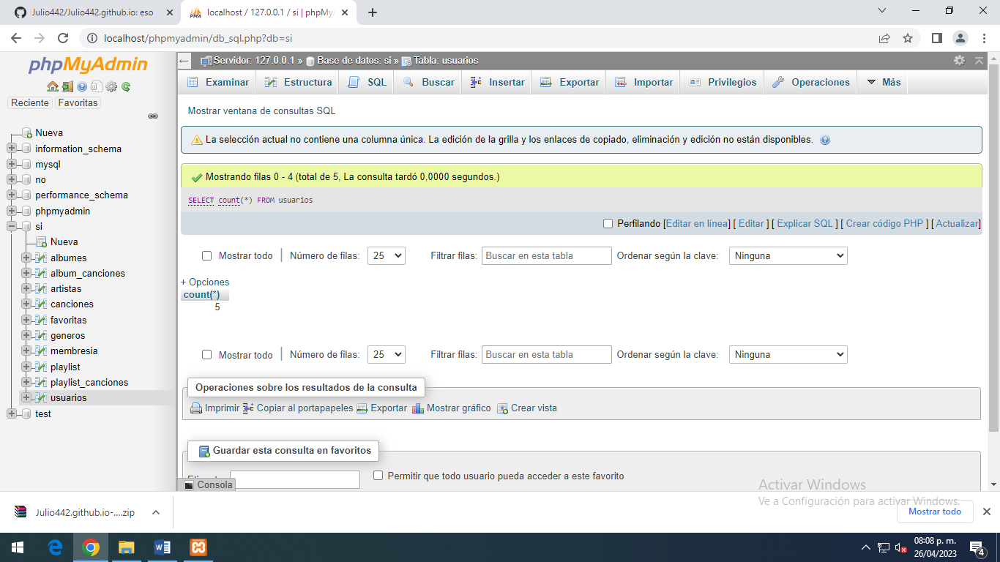 Julio442/Julio442.github.io: eso
localhost / 127.0.0.1 / si | phpMyA
localhost/phpmyadmin/db_sql.php?db=si
phpMyAdmin
Reciente Favoritas
Nueva
information_schema
mysql
no
performance_schema
phpmyadmin
si
Nueva
albumes
album_canciones
artistas
canciones
favoritas
generos
membresia
playlist
playlist_canciones
usuarios
test
Servidor: 127.0.0.1 » Base de datos: si » Tabla: usuarios
Examinar Estructura SQL Buscar Insertar Exportar Importar Privilegios Operaciones Más
Mostrar ventana de consultas SQL
La selección actual no contiene una columna única. La edición de la grilla y los enlaces de copiado, eliminación y edición no están disponibles.
Mostrando filas 0 - 4 (total de 5, La consulta tardó 0,0000 segundos.)
SELECT count(*) FROM usuarios
Perfilando [Editar en línea] [ Editar ] [ Explicar SQL ] [ Crear código PHP ] [ Actualizar]
Mostrar todo | Número de filas: 25 Filtrar filas: Buscar en esta tabla Ordenar según la clave: Ninguna
+ Opciones
count(*)
5
Mostrar todo | Número de filas: 25 Filtrar filas: Buscar en esta tabla Ordenar según la clave: Ninguna
Operaciones sobre los resultados de la consulta
Imprimir Copiar al portapapeles Exportar Mostrar gráfico Crear vista
Guardar esta consulta en favoritos
Permitir que todo usuario pueda acceder a este favorito
Consola
Activar Windows
Ve a Configuración para activar Windows.
Julio442.github.io-....zip
Mostrar todo
08:08 p. m.
26/04/2023
4